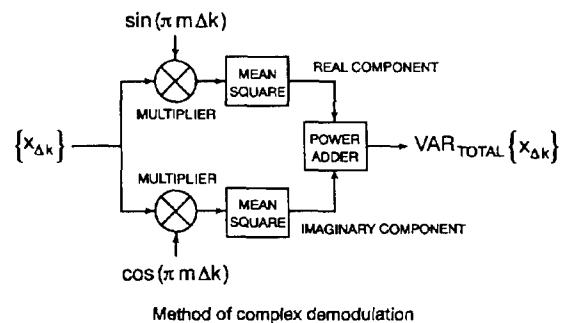 sin (π m Δk)
MEAN
SQUARE
REAL COMPONENT
MULTIPLIER
{x_Δk}
POWER
ADDER
VAR_TOTAL {x_Δk}
MULTIPLIER
MEAN
SQUARE
IMAGINARY COMPONENT
cos (π m Δk)
Method of complex demodulation